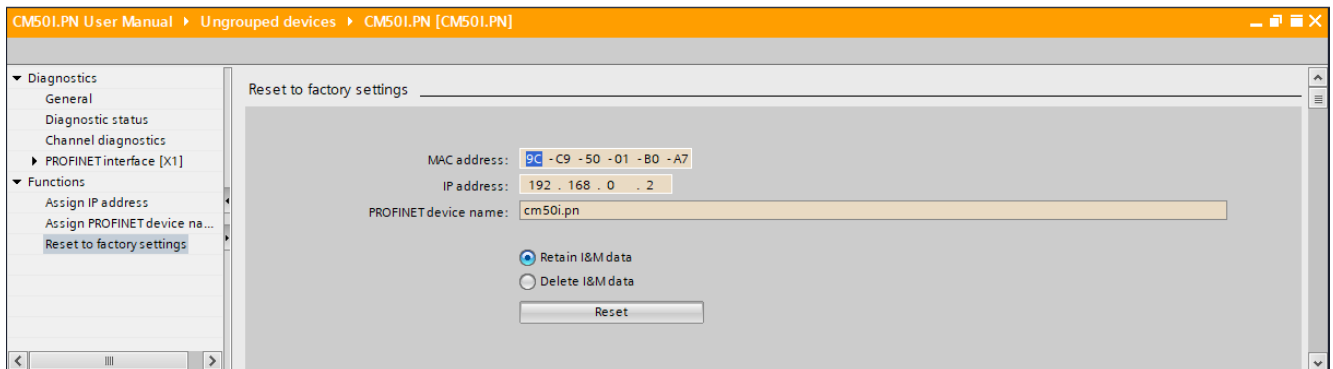 CM50I.PN User Manual ▸ Ungrouped devices ▸ CM50I.PN [CM50I.PN]
Diagnostics
General
Diagnostic status
Channel diagnostics
PROFINET interface [X1]
Functions
Assign IP address
Assign PROFINET device na...
Reset to factory settings
Reset to factory settings
MAC address: 9C -C9 -50 -01 -B0 -A7
IP address: 192 . 168 . 0 . 2
PROFINET device name: cm50i.pn
Retain I&M data
Delete I&M data
Reset